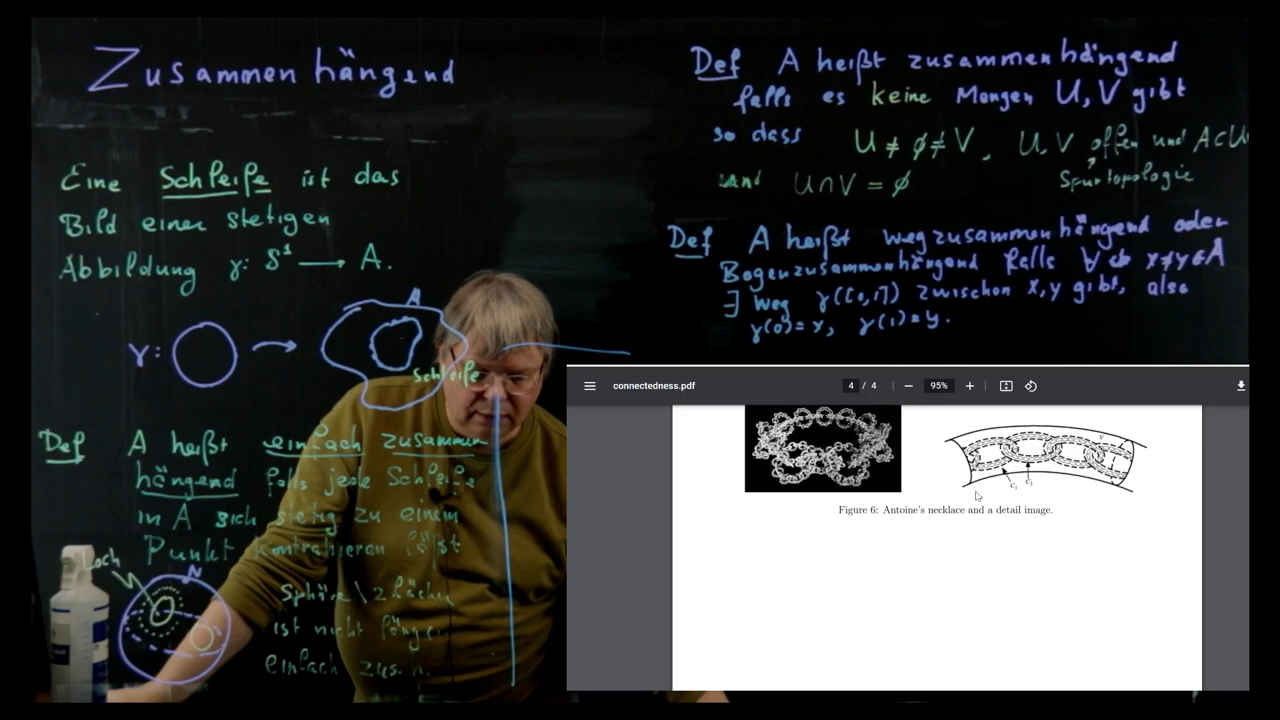 Zusammenhängend
Eine Schleife ist das
Bild einer stetigen
Abbildung γ: S¹ → A.
γ:
A
Schleife
Def A heißt einfach zusammen-
hängend falls jede Schleife
in A sich stetig zu einem
Punkt kontrahieren läßt
Loch
N
Sphäre \ 2 Löcher
ist nicht länger
einfach zus. h.
Def A heißt zusammenhängend
falls es keine Mengen U, V gibt
so dass U ≠ ∅ ≠ V, U, V offen und A⊂U
und U∩V = ∅ Spurtopologie
Def A heißt wegzusammenhängend oder
Bogenzusammenhängend falls ∀ x≠y∈A
∃ Weg γ([0,1]) zwischen x,y gibt, also
γ(0)=x, γ(1)=y.
connectedness.pdf 4 / 4 95%
V
C₁ C₂
Figure 6: Antoine's necklace and a detail image.